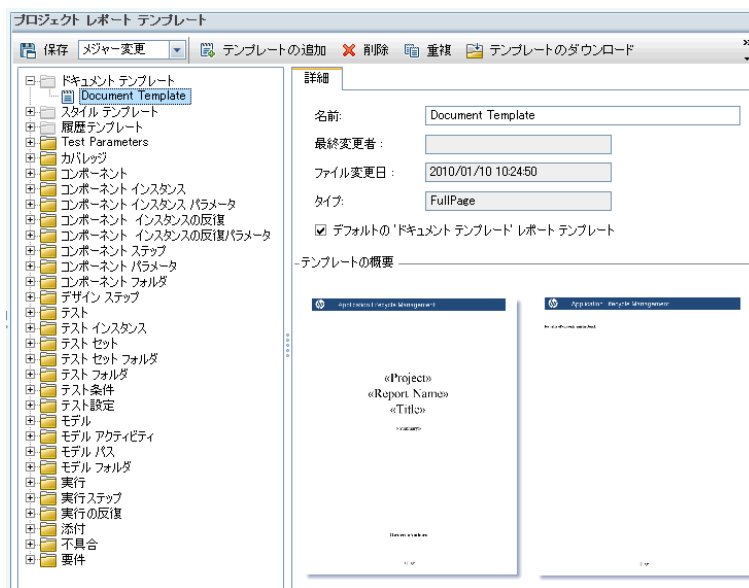 プロジェクト レポート テンプレート
保存 メジャー変更 テンプレートの追加 削除 重複 テンプレートのダウンロード
ドキュメント テンプレート
Document Template
スタイル テンプレート
履歴テンプレート
Test Parameters
カバレッジ
コンポーネント
コンポーネント インスタンス
コンポーネント インスタンス パラメータ
コンポーネント インスタンスの反復
コンポーネント インスタンスの反復パラメータ
コンポーネント ステップ
コンポーネント パラメータ
コンポーネント フォルダ
デザイン ステップ
テスト
テスト インスタンス
テスト セット
テスト セット フォルダ
テスト フォルダ
テスト条件
テスト設定
モデル
モデル アクティビティ
モデル パス
モデル フォルダ
実行
実行ステップ
実行の反復
添付
不具合
要件
詳細
名前: Document Template
最終変更者:
ファイル変更日: 2010/01/10 10:24:50
タイプ: FullPage
デフォルトの 'ドキュメント テンプレード' レポート テンプレート
テンプレートの概要
hp Application Lifecycle Management
«Project»
«Report Name»
«Title»
hp Application Lifecycle Management